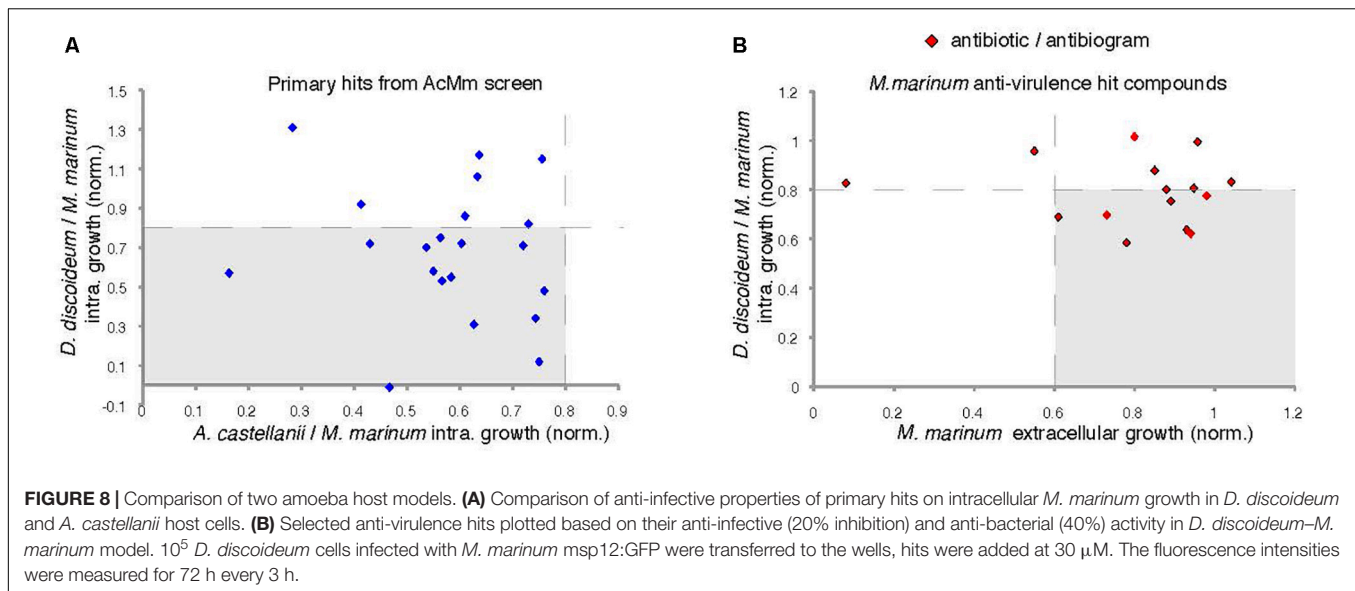 A
Primary hits from AcMm screen
D. discoideum / M. marinum
intra. growth (norm.)
1.5
1.3
1.1
0.9
0.7
0.5
0.3
0.1
-0.1
0 0.1 0.2 0.3 0.4 0.5 0.6 0.7 0.8 0.9
A. castellanii / M. marinum intra. growth (norm.)
B
antibiotic / antibiogram
M.marinum anti-virulence hit compounds
D. discoideum / M. marinum
intra. growth (norm.)
1.2
1
0.8
0.6
0.4
0.2
0
0 0.2 0.4 0.6 0.8 1 1.2
M. marinum extracellular growth (norm.)
FIGURE 8 | Comparison of two amoeba host models. (A) Comparison of anti-infective properties of primary hits on intracellular M. marinum growth in D. discoideum
and A. castellanii host cells. (B) Selected anti-virulence hits plotted based on their anti-infective (20% inhibition) and anti-bacterial (40%) activity in D. discoideum–M.
marinum model. 10⁵ D. discoideum cells infected with M. marinum msp12:GFP were transferred to the wells, hits were added at 30 μM. The fluorescence intensities
were measured for 72 h every 3 h.